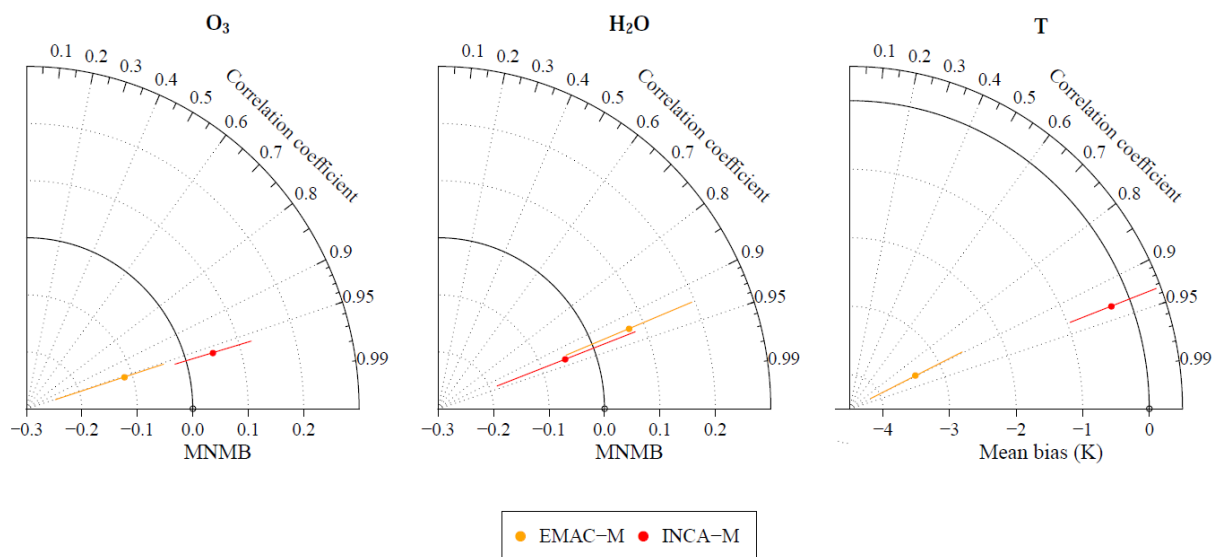 O₃
0.1 0.2 0.3 0.4 0.5 0.6 0.7 0.8 0.9 0.95 0.99
Correlation coefficient
−0.3 −0.2 −0.1 0.0 0.1 0.2
MNMB
H₂O
0.1 0.2 0.3 0.4 0.5 0.6 0.7 0.8 0.9 0.95 0.99
Correlation coefficient
−0.3 −0.2 −0.1 0.0 0.1 0.2
MNMB
T
0.1 0.2 0.3 0.4 0.5 0.6 0.7 0.8 0.9 0.95 0.99
Correlation coefficient
−4 −3 −2 −1 0
Mean bias (K)
EMAC−M INCA−M